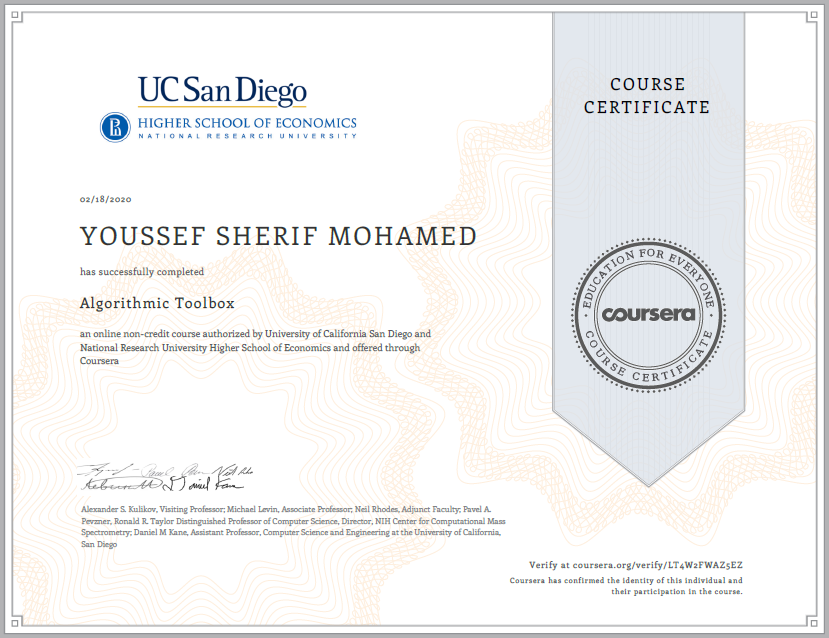 UC San Diego
HIGHER SCHOOL OF ECONOMICS
NATIONAL RESEARCH UNIVERSITY
COURSE
CERTIFICATE
02/18/2020
YOUSSEF SHERIF MOHAMED
has successfully completed
Algorithmic Toolbox
an online non-credit course authorized by University of California San Diego and
National Research University Higher School of Economics and offered through
Coursera
EDUCATION FOR EVERYONE
coursera
COURSE CERTIFICATE
Alexander S. Kulikov, Visiting Professor; Michael Levin, Associate Professor; Neil Rhodes, Adjunct Faculty; Pavel A.
Pevzner, Ronald R. Taylor Distinguished Professor of Computer Science, Director, NIH Center for Computational Mass
Spectrometry; Daniel M Kane, Assistant Professor, Computer Science and Engineering at the University of California,
San Diego
Verify at coursera.org/verify/LT4W2FWAZ5EZ
Coursera has confirmed the identity of this individual and
their participation in the course.